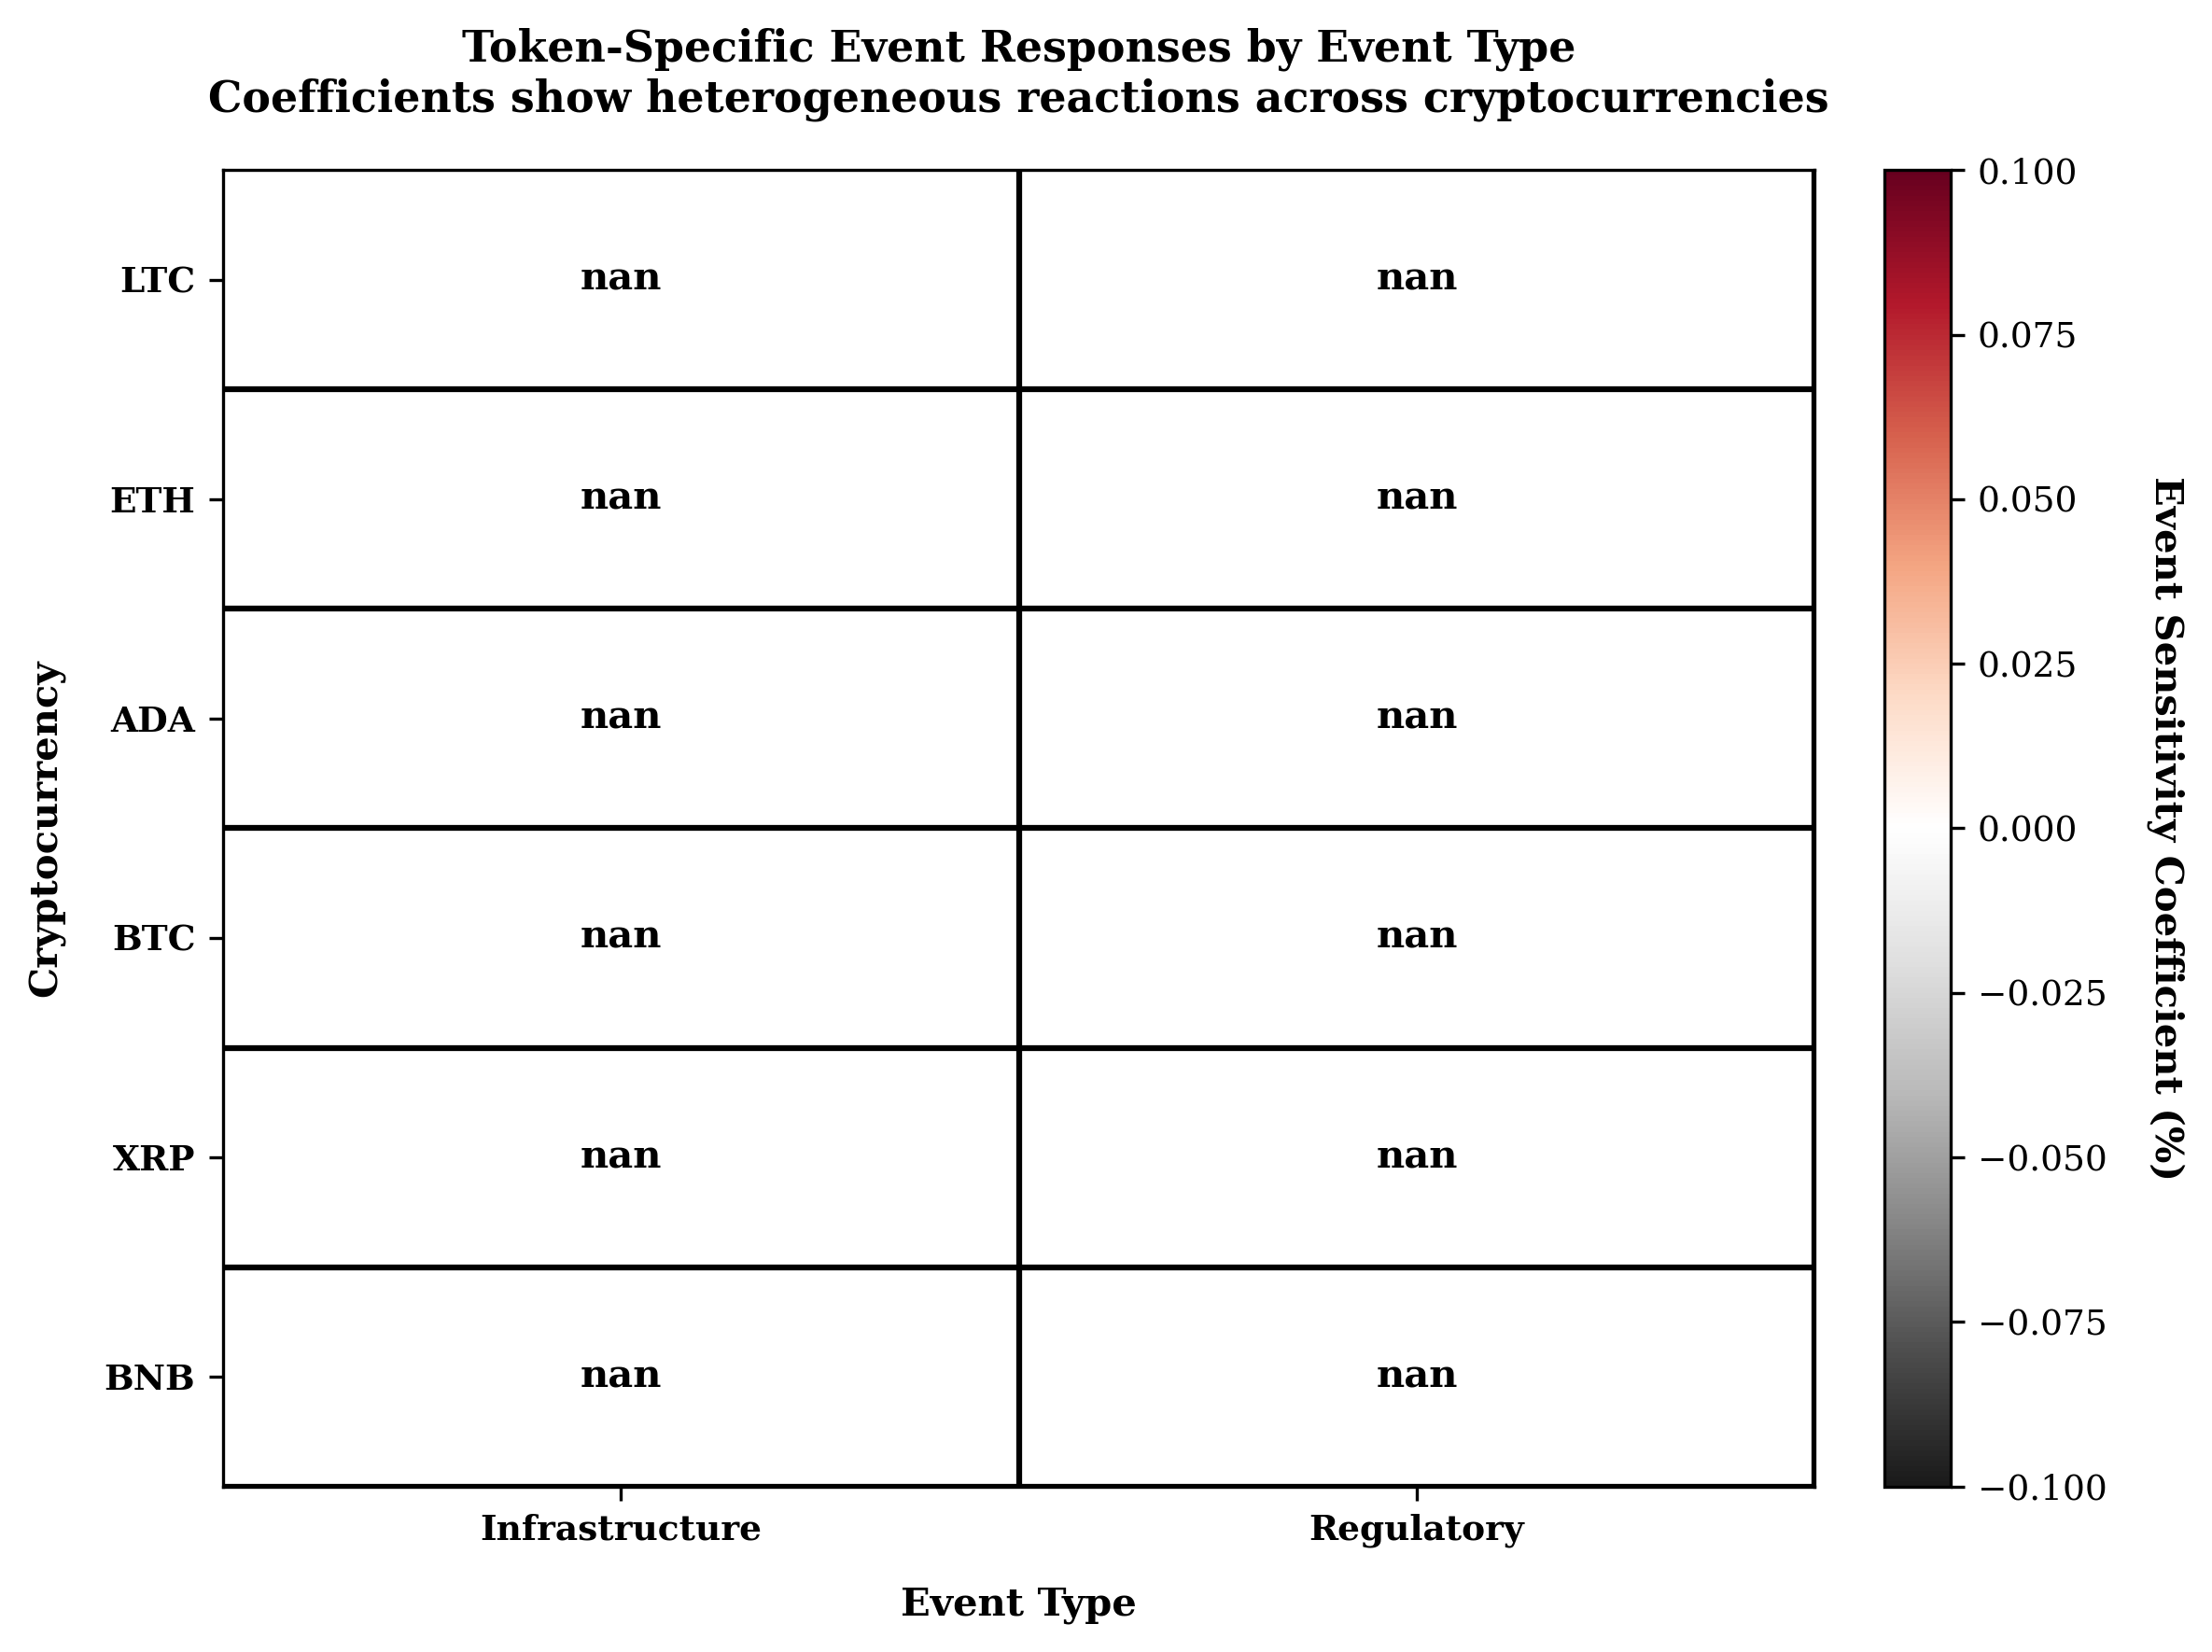 Token-Specific Event Responses by Event Type
Coefficients show heterogeneous reactions across cryptocurrencies
Cryptocurrency
LTC nan nan
ETH nan nan
ADA nan nan
BTC nan nan
XRP nan nan
BNB nan nan
Infrastructure Regulatory
Event Type
0.100
0.075
0.050
0.025
0.000
−0.025
−0.050
−0.075
−0.100
Event Sensitivity Coefficient (%)